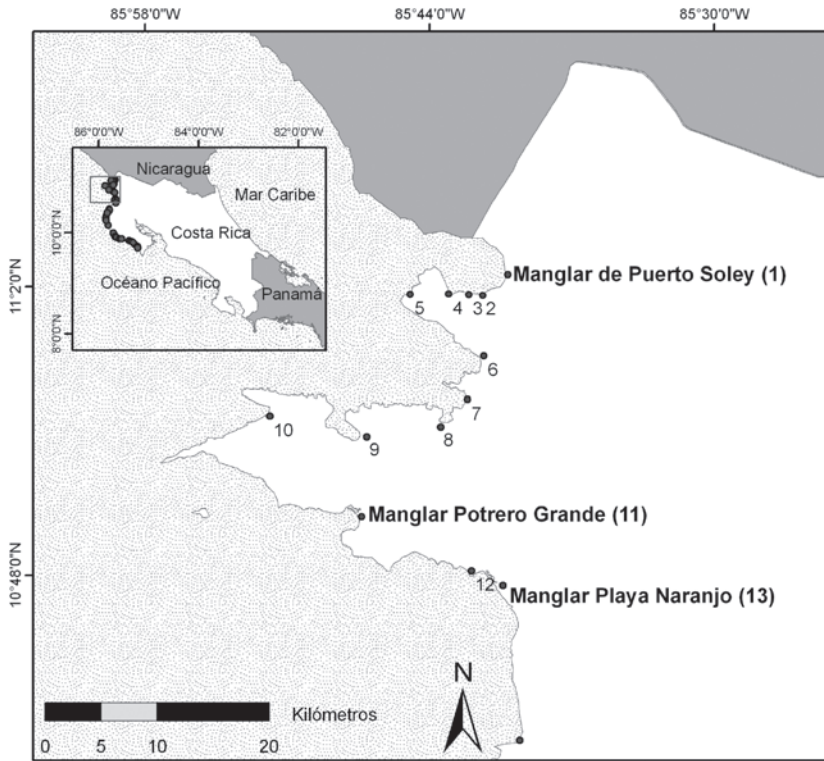 85°58'0"W 85°44'0"W 85°30'0"W
86°0'0"W 84°0'0"W 82°0'0"W
Nicaragua
Mar Caribe
10°0'0"N
Costa Rica
Océano Pacífico
Panamá
8°0'0"N
11°2'0"N
Manglar de Puerto Soley (1)
5 4 3 2
6
7
10
8
9
Manglar Potrero Grande (11)
10°48'0"N
12
Manglar Playa Naranjo (13)
N
Kilómetros
0 5 10 20